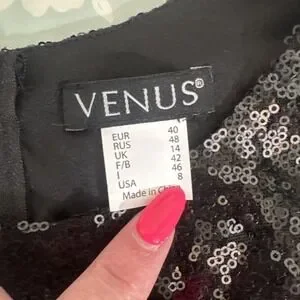 VENUS®
EUR 40
RUS 48
UK 14
F/B 42
I 46
USA 8
Made in China